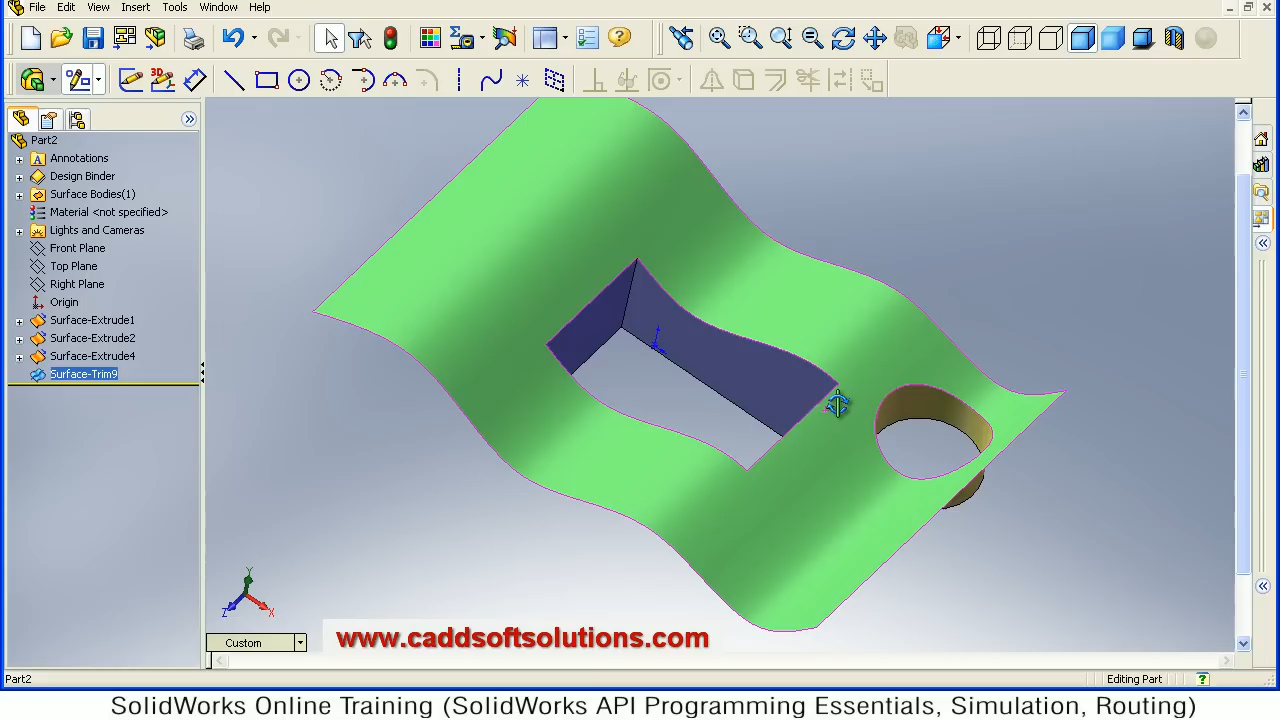 File Edit View Insert Tools Window Help
Part2
Annotations
Design Binder
Surface Bodies(1)
Material <not specified>
Lights and Cameras
Front Plane
Top Plane
Right Plane
Origin
Surface-Extrude1
Surface-Extrude2
Surface-Extrude4
Surface-Trim9
Y
Z
X
Custom
www.caddsoftsolutions.com
Part2
Editing Part
SolidWorks Online Training (SolidWorks API Programming Essentials, Simulation, Routing)